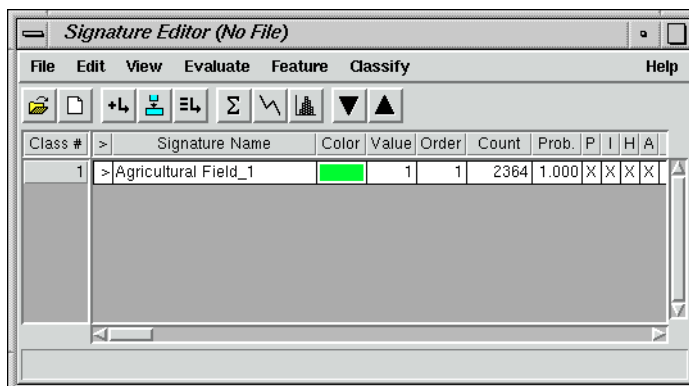 Signature Editor (No File)
File Edit View Evaluate Feature Classify Help
Σ
Class # > Signature Name Color Value Order Count Prob. P I H A
1 > Agricultural Field_1 1 1 2364 1.000 X X X X